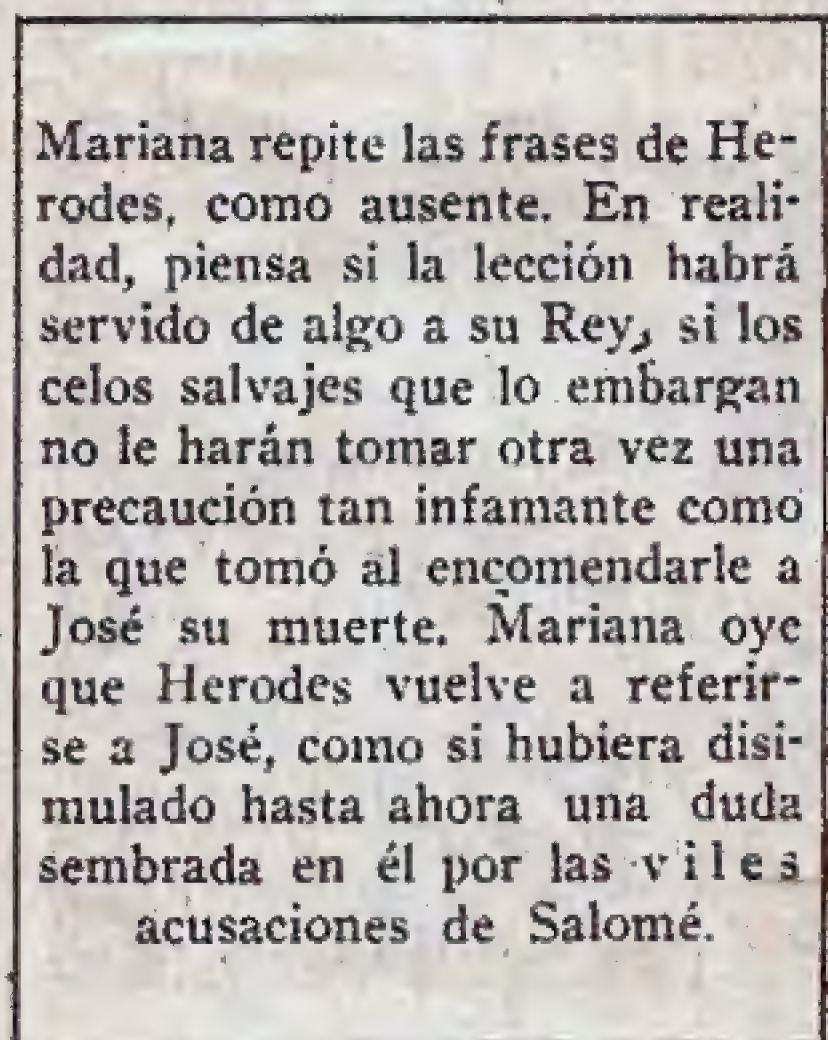 Mariana repite las frases de He-
rodes, como ausente. En reali-
dad, piensa si la lección habrá
servido de algo a su Rey, si los
celos salvajes que lo embargan
no le harán tomar otra vez una
precaución tan infamante como
la que tomó al encomendarle a
José su muerte. Mariana oye
que Herodes vuelve a referir-
se a José, como si hubiera disi-
mulado hasta ahora una duda
sembrada en él por las viles
acusaciones de Salomé.